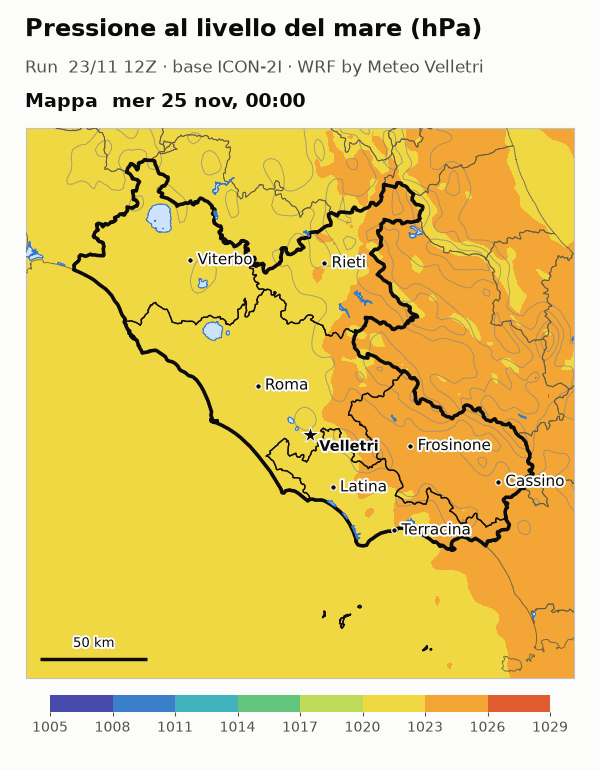 Pressione al livello del mare (hPa)
Run  23/11 12Z · base ICON-2I · WRF by Meteo Velletri
Mappa  mer 25 nov, 00:00
Viterbo
Rieti
Roma
Velletri
Frosinone
Cassino
Latina
Terracina
50 km
1005 1008 1011 1014 1017 1020 1023 1026 1029